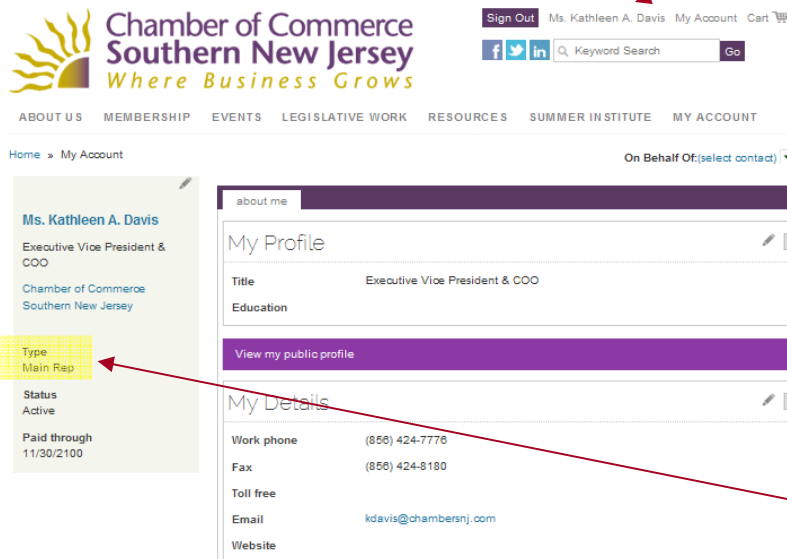 Chamber of Commerce
Southern New Jersey
Where Business Grows
Sign Out Ms. Kathleen A. Davis My Account Cart
f in Keyword Search Go
ABOUT US MEMBERSHIP EVENTS LEGISLATIVE WORK RESOURCES SUMMER INSTITUTE MY ACCOUNT
Home » My Account
On Behalf Of:(select contact)
Ms. Kathleen A. Davis
Executive Vice President &
COO
Chamber of Commerce
Southern New Jersey
Type
Main Rep
Status
Active
Paid through
11/30/2100
about me
My Profile
Title Executive Vice President & COO
Education
View my public profile
My Details
Work phone (856) 424-7776
Fax (856) 424-8180
Toll free
Email kdavis@chambersnj.com
Website